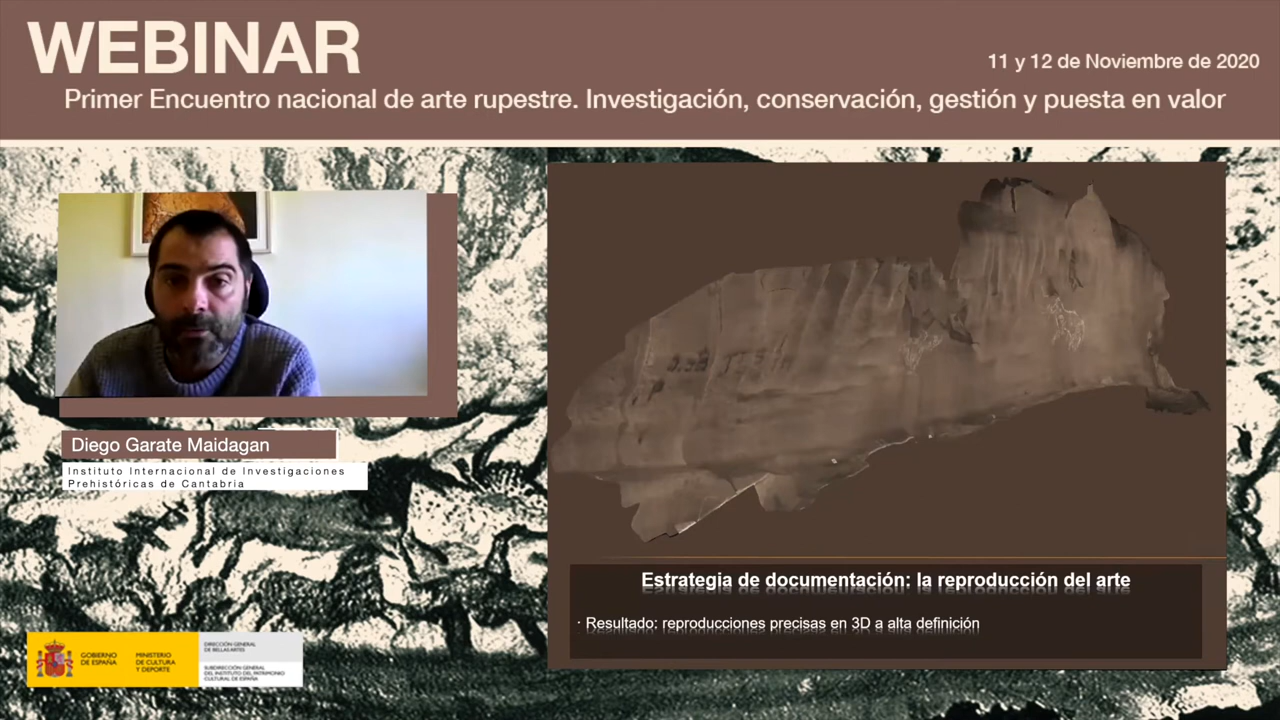 WEBINAR
11 y 12 de Noviembre de 2020
Primer Encuentro nacional de arte rupestre. Investigación, conservación, gestión y puesta en valor
Diego Garate Maidagan
Instituto Internacional de Investigaciones
Prehistóricas de Cantabria
Estrategia de documentación: la reproducción del arte
· Resultado: reproducciones precisas en 3D a alta definición
GOBIERNO
DE ESPAÑA
MINISTERIO
DE CULTURA
Y DEPORTE
DIRECCIÓN GENERAL
DE BELLAS ARTES
SUBDIRECCIÓN GENERAL
DEL INSTITUTO DEL PATRIMONIO
CULTURAL DE ESPAÑA